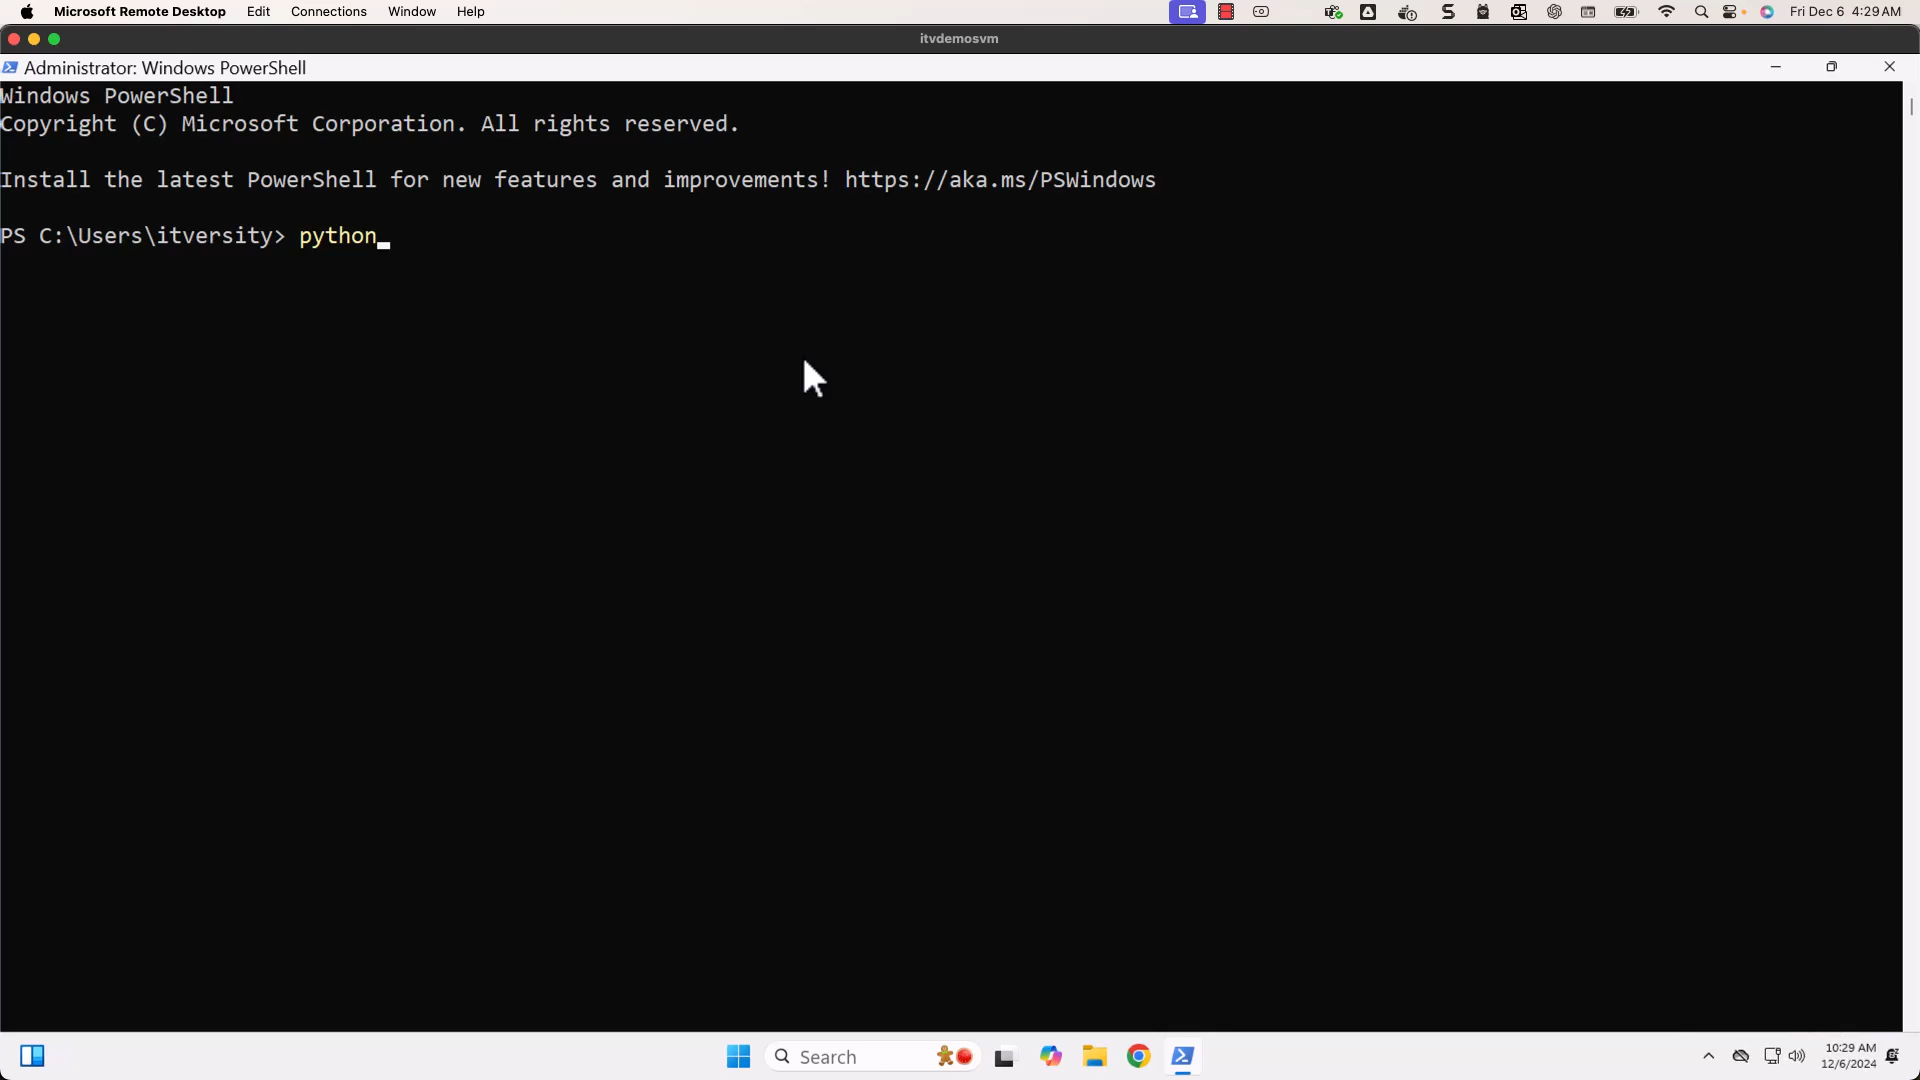 Microsoft Remote Desktop Edit Connections Window Help
Fri Dec 6 4:29 AM
itvdemosvm
Administrator: Windows PowerShell
Windows PowerShell
Copyright (C) Microsoft Corporation. All rights reserved.
Install the latest PowerShell for new features and improvements! https://aka.ms/PSWindows
PS C:\Users\itversity> python
Search
10:29 AM
12/6/2024